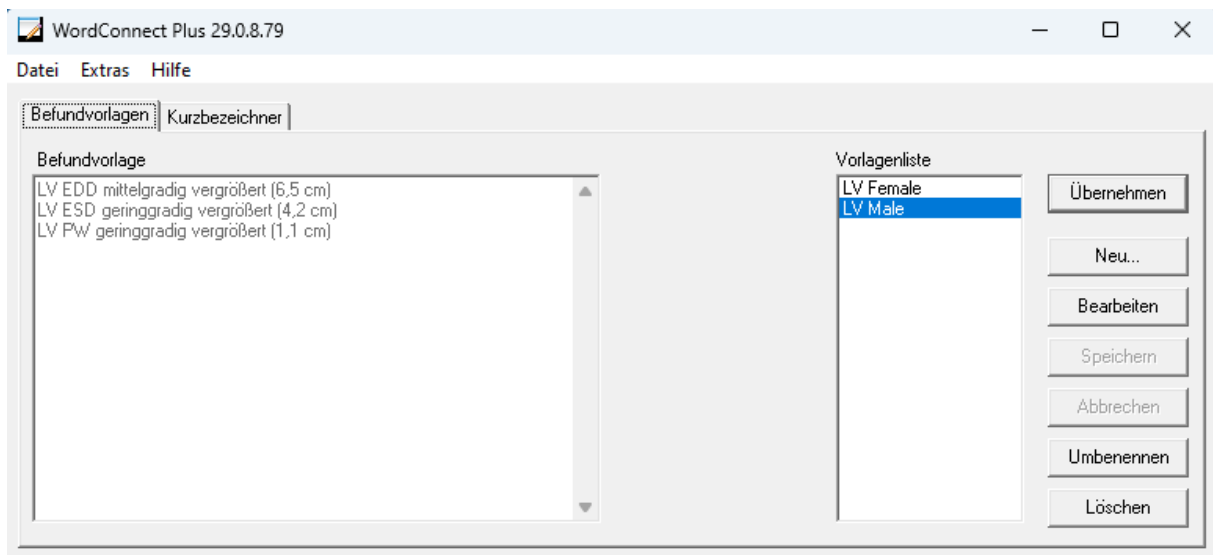 WordConnect Plus 29.0.8.79
Datei Extras Hilfe
Befundvorlagen Kurzbezeichner
Befundvorlage
LV EDD mittelgradig vergrößert (6,5 cm)
LV ESD geringgradig vergrößert (4,2 cm)
LV PW geringgradig vergrößert (1,1 cm)
Vorlagenliste
LV Female
LV Male
Übernehmen
Neu...
Bearbeiten
Speichern
Abbrechen
Umbenennen
Löschen